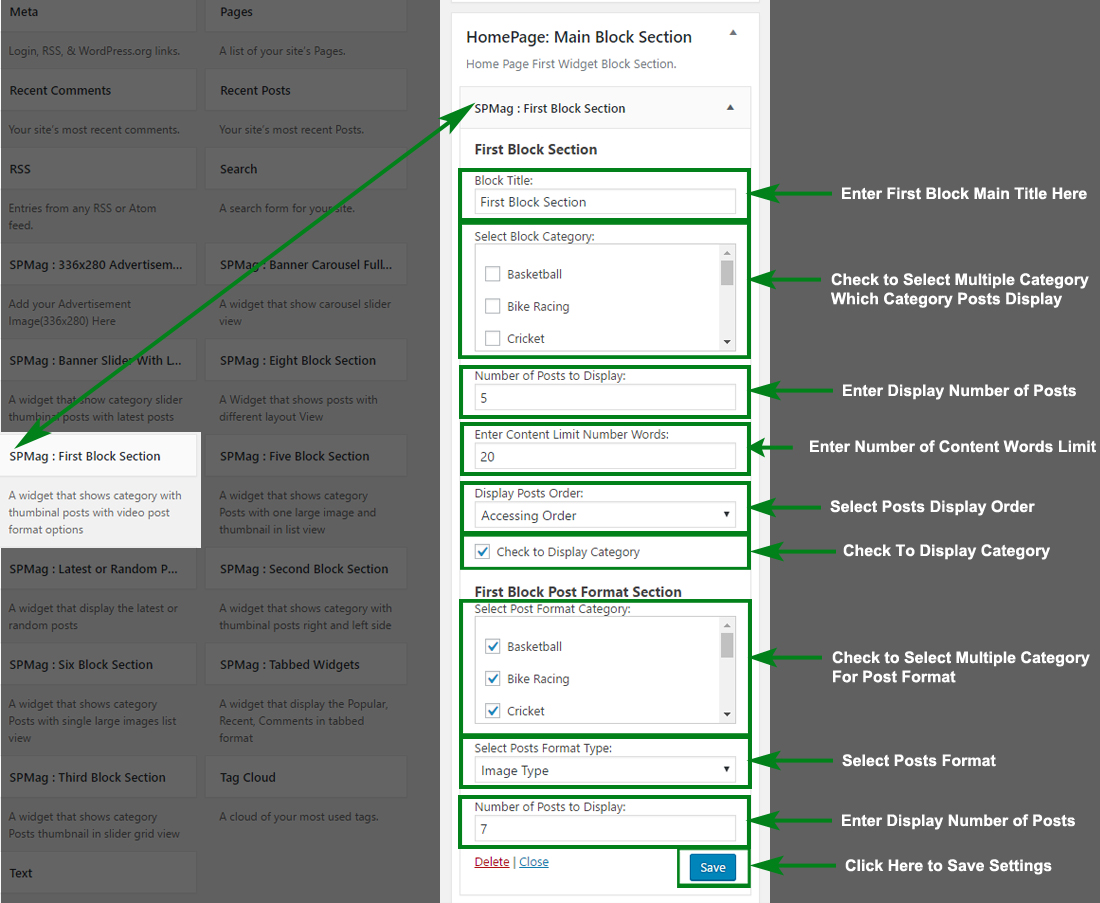 Meta
Pages
Login, RSS, & WordPress.org links.
A list of your site's Pages.
Recent Comments
Recent Posts
Your site's most recent comments.
Your site's most recent Posts.
RSS
Search
Entries from any RSS or Atom
feed.
A search form for your site.
SPMag : 336x280 Advertisem...
SPMag : Banner Carousel Full...
Add your Advertisement
Image(336x280) Here
A widget that show carousel slider
view
SPMag : Banner Slider With L...
SPMag : Eight Block Section
A widget that show category slider
thumbinal posts with latest posts
A Widget that shows posts with
different layout View
SPMag : First Block Section
SPMag : Five Block Section
A widget that shows category with
thumbinal posts with video post
format options
A widget that shows category
Posts with one large image and
thumbnail in list view
SPMag : Latest or Random P...
SPMag : Second Block Section
A widget that display the latest or
random posts
A widget that shows category with
thumbinal posts right and left side
SPMag : Six Block Section
SPMag : Tabbed Widgets
A widget that shows category
Posts with single large images list
view
A widget that display the Popular,
Recent, Comments in tabbed
format
SPMag : Third Block Section
Tag Cloud
A widget that shows category
Posts thumbnail in slider grid view
A cloud of your most used tags.
Text
HomePage: Main Block Section
Home Page First Widget Block Section.
SPMag : First Block Section
First Block Section
Block Title:
First Block Section
Enter First Block Main Title Here
Select Block Category:
Basketball
Bike Racing
Cricket
Check to Select Multiple Category
Which Category Posts Display
Number of Posts to Display:
5
Enter Display Number of Posts
Enter Content Limit Number Words:
20
Enter Number of Content Words Limit
Display Posts Order:
Accessing Order
Select Posts Display Order
Check to Display Category
Check To Display Category
First Block Post Format Section
Select Post Format Category:
Basketball
Bike Racing
Cricket
Check to Select Multiple Category
For Post Format
Select Posts Format Type:
Image Type
Select Posts Format
Number of Posts to Display:
7
Enter Display Number of Posts
Delete | Close
Save
Click Here to Save Settings